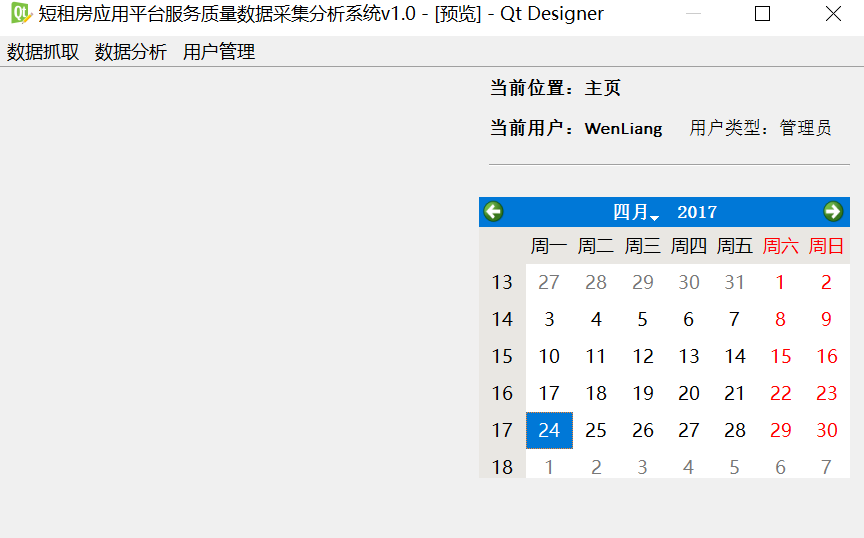 短租房应用平台服务质量数据采集分析系统v1.0 - [预览] - Qt Designer
数据抓取 数据分析 用户管理
当前位置：主页
当前用户：WenLiang 用户类型：管理员
四月 2017
周一 周二 周三 周四 周五 周六 周日
13 27 28 29 30 31 1 2
14 3 4 5 6 7 8 9
15 10 11 12 13 14 15 16
16 17 18 19 20 21 22 23
17 24 25 26 27 28 29 30
18 1 2 3 4 5 6 7